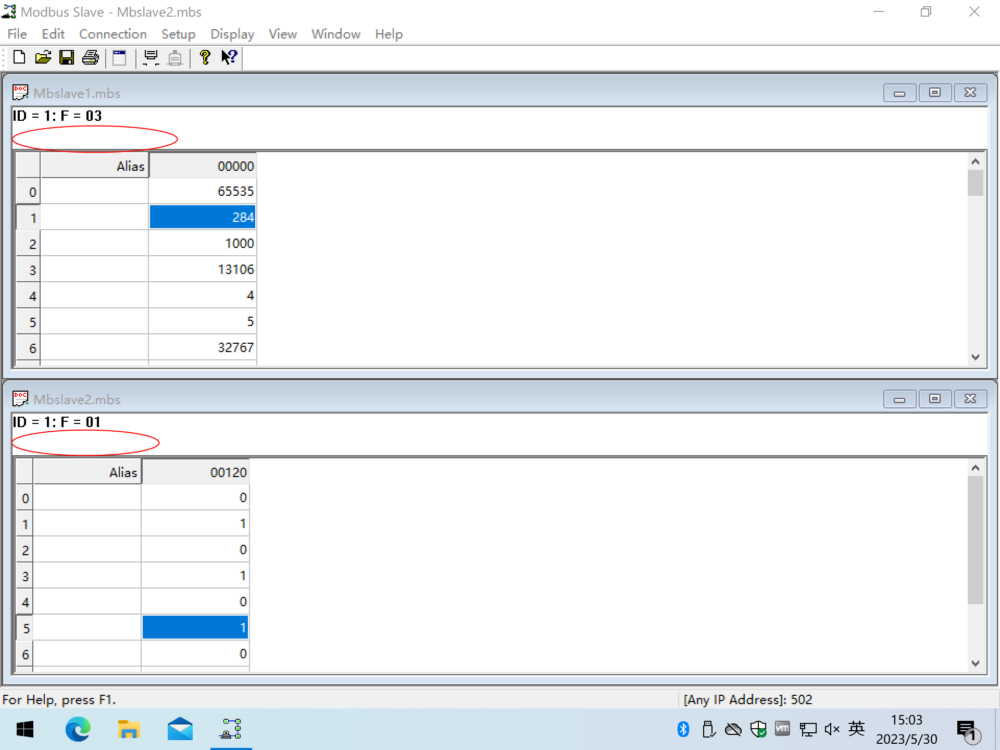 Modbus Slave - Mbslave2.mbs
File Edit Connection Setup Display View Window Help
DOC Mbslave1.mbs
ID = 1: F = 03
Alias 00000
0 65535
1 284
2 1000
3 13106
4 4
5 5
6 32767
DOC Mbslave2.mbs
ID = 1: F = 01
Alias 00120
0 0
1 1
2 0
3 1
4 0
5 1
6 0
For Help, press F1.
[Any IP Address]: 502
vm
英
15:03
2023/5/30
1